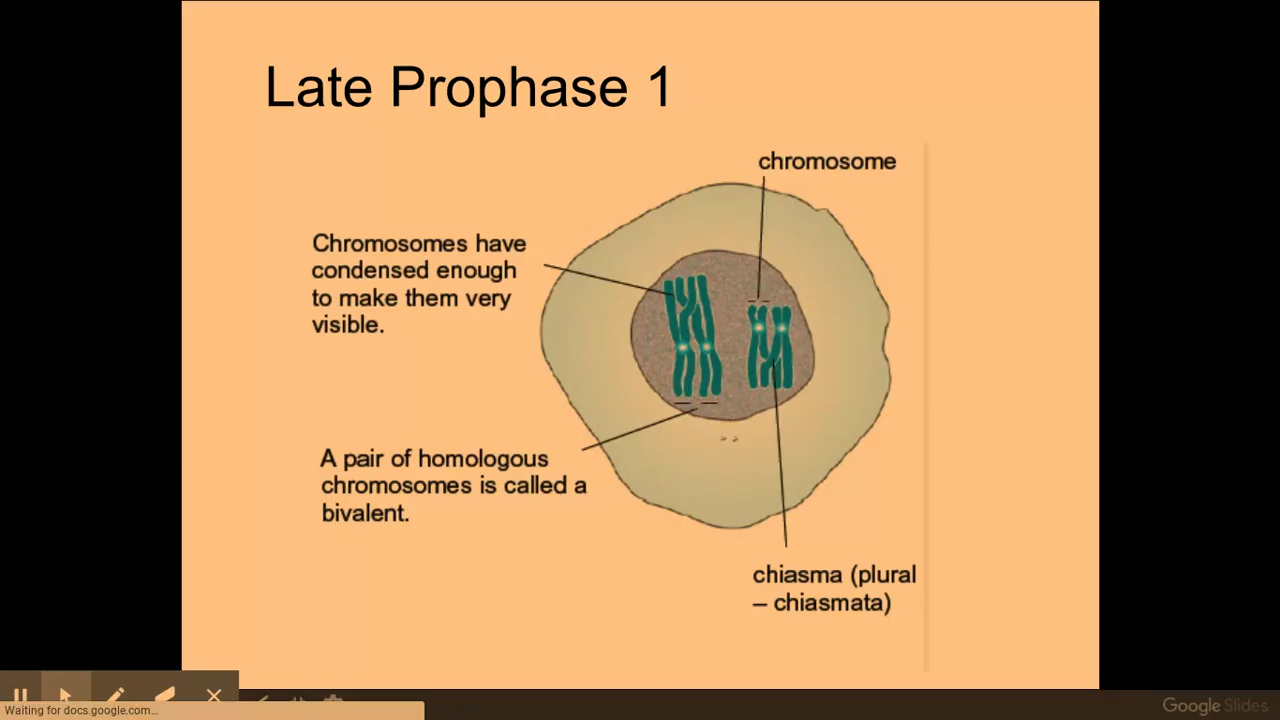 Late Prophase 1
chromosome
Chromosomes have
condensed enough
to make them very
visible.
A pair of homologous
chromosomes is called a
bivalent.
chiasma (plural
– chiasmata)
Waiting for docs.google.com...
Google Slides